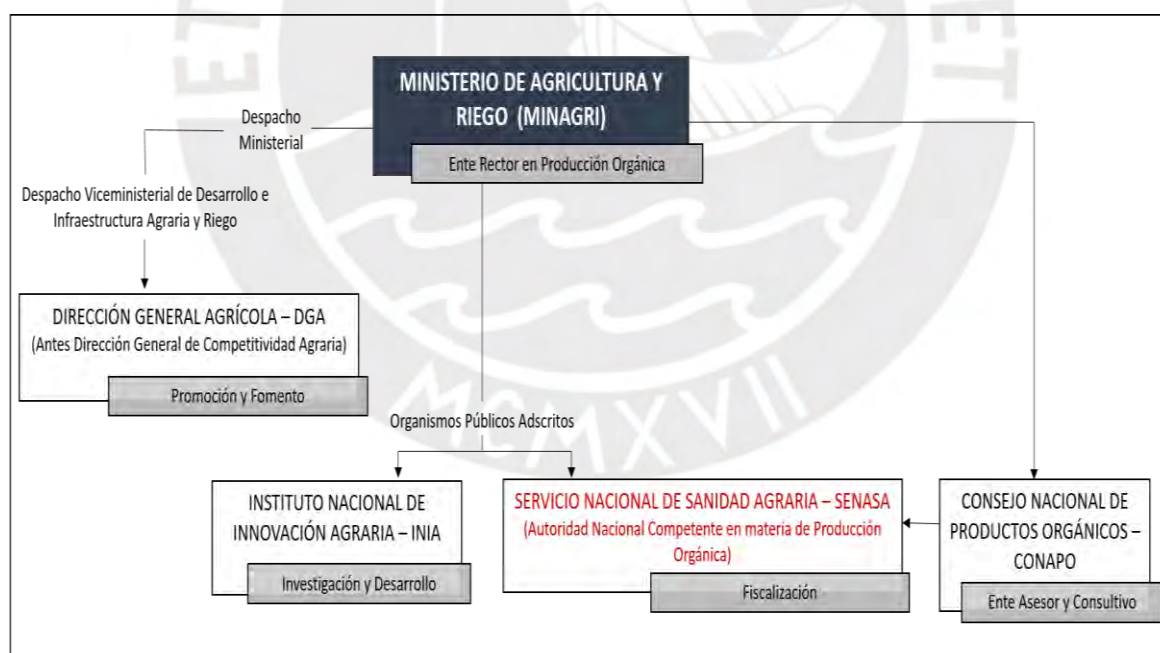 MINISTERIO DE AGRICULTURA Y
RIEGO (MINAGRI)
Ente Rector en Producción Orgánica
Despacho
Ministerial
Despacho Viceministerial de Desarrollo e
Infraestructura Agraria y Riego
DIRECCIÓN GENERAL AGRÍCOLA – DGA
(Antes Dirección General de Competitividad Agraria)
Promoción y Fomento
Organismos Públicos Adscritos
INSTITUTO NACIONAL DE
INNOVACIÓN AGRARIA – INIA
Investigación y Desarrollo
SERVICIO NACIONAL DE SANIDAD AGRARIA – SENASA
(Autoridad Nacional Competente en materia de Producción
Orgánica)
Fiscalización
CONSEJO NACIONAL DE
PRODUCTOS ORGÁNICOS –
CONAPO
Ente Asesor y Consultivo
ET
ET
MCMXVII